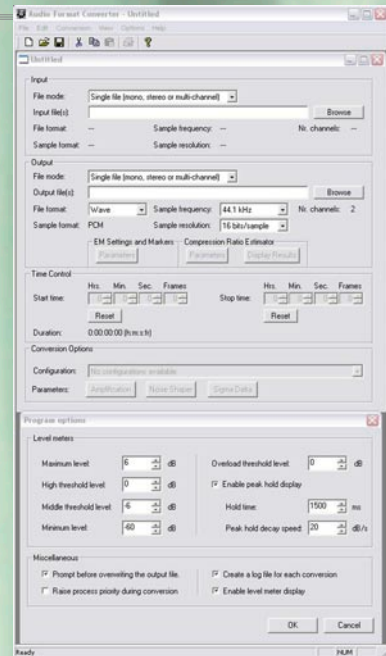 Audio Format Converter - Untitled
File Edit Conversion View Options Help
Untitled
Input
File mode: Single file (mono, stereo or multi-channel)
Input file(s): Browse
File format: -- Sample frequency: -- Nr. channels: --
Sample format: -- Sample resolution: --
Output
File mode: Single file (mono, stereo or multi-channel)
Output file(s): Browse
File format: Wave Sample frequency: 44.1 kHz Nr. channels: 2
Sample format: PCM Sample resolution: 16 bits/sample
EM Settings and Markers Compression Ratio Estimator
Parameters Parameters Display Results
Time Control
Hrs. Min. Sec. Frames Hrs. Min. Sec. Frames
Start time: 0 0 0 0 Stop time: 0 0 0 0
Reset Reset
Duration: 0:00:00:00 (h:m:s:fr)
Conversion Options
Configuration: No configurations available
Parameters: Amplification Noise Shaper Sigma Delta
Program options
Level meters
Maximum level: 6 dB Overload threshold level: 0 dB
High threshold level: 0 dB Enable peak hold display
Middle threshold level: -6 dB Hold time: 1500 ms
Minimum level: -60 dB Peak hold decay speed: 20 dB/s
Miscellaneous
Prompt before overwriting the output file. Create a log file for each conversion
Raise process priority during conversion Enable level meter display
OK Cancel
Ready NUM